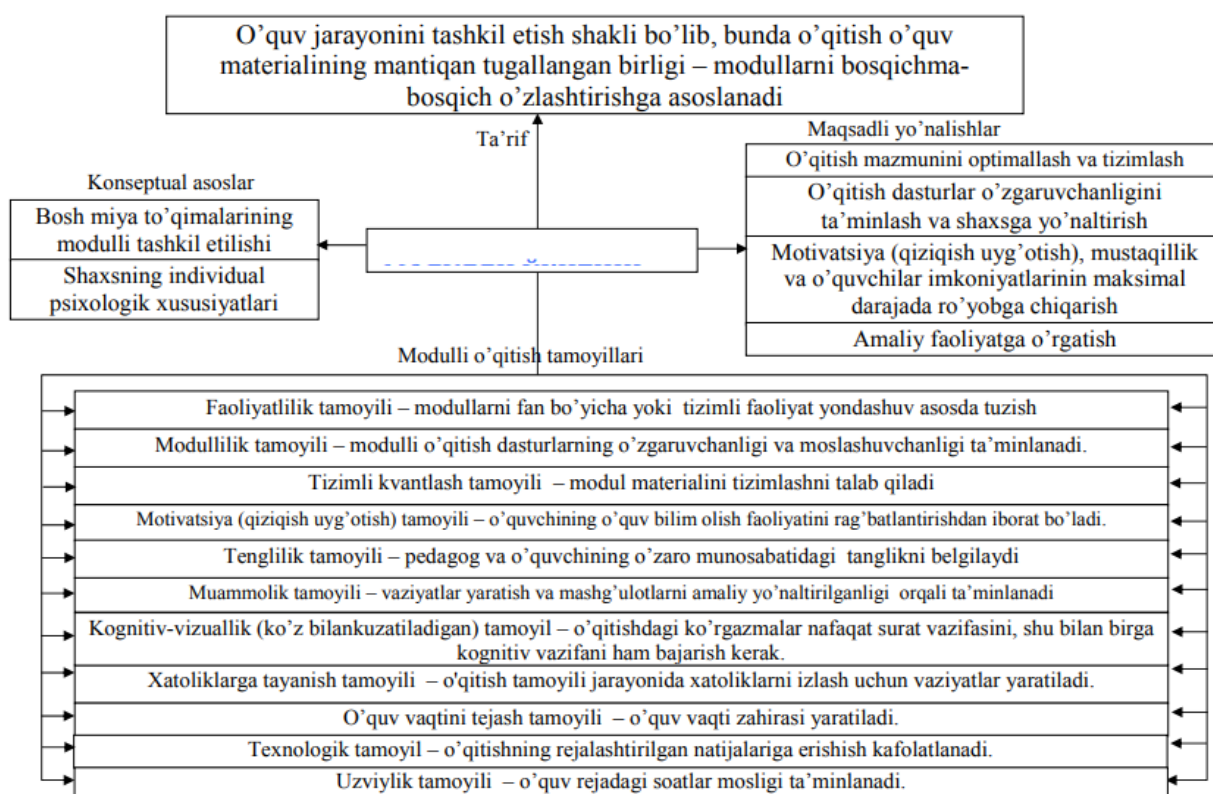 O’quv jarayonini tashkil etish shakli bo’lib, bunda o’qitish o’quv
materialining mantiqan tugallangan birligi – modullarni bosqichma-
bosqich o’zlashtirishga asoslanadi
Ta’rif
Maqsadli yo’nalishlar
O’qitish mazmunini optimallash va tizimlash
O’qitish dasturlar o’zgaruvchanligini
ta’minlash va shaxsga yo’naltirish
Motivatsiya (qiziqish uyg’otish), mustaqillik
va o’quvchilar imkoniyatlarinin maksimal
darajada ro’yobga chiqarish
Amaliy faoliyatga o’rgatish
Konseptual asoslar
Bosh miya to’qimalarining
modulli tashkil etilishi
Shaxsning individual
psixologik xususiyatlari
Modulli o’qitish tamoyillari
Faoliyatlilik tamoyili – modullarni fan bo’yicha yoki tizimli faoliyat yondashuv asosda tuzish
Modullilik tamoyili – modulli o’qitish dasturlarning o’zgaruvchanligi va moslashuvchanligi ta’minlanadi.
Tizimli kvantlash tamoyili – modul materialini tizimlashni talab qiladi
Motivatsiya (qiziqish uyg’otish) tamoyili – o’quvchining o’quv bilim olish faoliyatini rag’batlantirishdan iborat bo’ladi.
Tenglilik tamoyili – pedagog va o’quvchining o’zaro munosabatidagi tanglikni belgilaydi
Muammolik tamoyili – vaziyatlar yaratish va mashg’ulotlarni amaliy yo’naltirilganligi orqali ta’minlanadi
Kognitiv-vizuallik (ko’z bilankuzatiladigan) tamoyil – o’qitishdagi ko’rgazmalar nafaqat surat vazifasini, shu bilan birga
kognitiv vazifani ham bajarish kerak.
Xatoliklarga tayanish tamoyili – o'qitish tamoyili jarayonida xatoliklarni izlash uchun vaziyatlar yaratiladi.
O’quv vaqtini tejash tamoyili – o’quv vaqti zahirasi yaratiladi.
Texnologik tamoyil – o’qitishning rejalashtirilgan natijalariga erishish kafolatlanadi.
Uzviylik tamoyili – o’quv rejadagi soatlar mosligi ta’minlanadi.